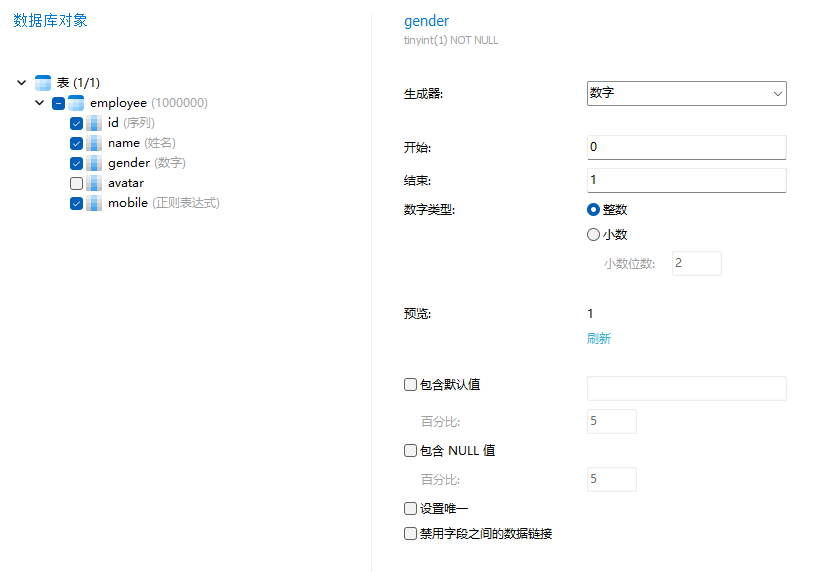 数据库对象
表 (1/1)
employee (1000000)
id (序列)
name (姓名)
gender (数字)
avatar
mobile (正则表达式)
gender
tinyint(1) NOT NULL
生成器: 数字
开始: 0
结束: 1
数字类型: 整数
小数
小数位数: 2
预览: 1
刷新
包含默认值
百分比: 5
包含 NULL 值
百分比: 5
设置唯一
禁用字段之间的数据链接